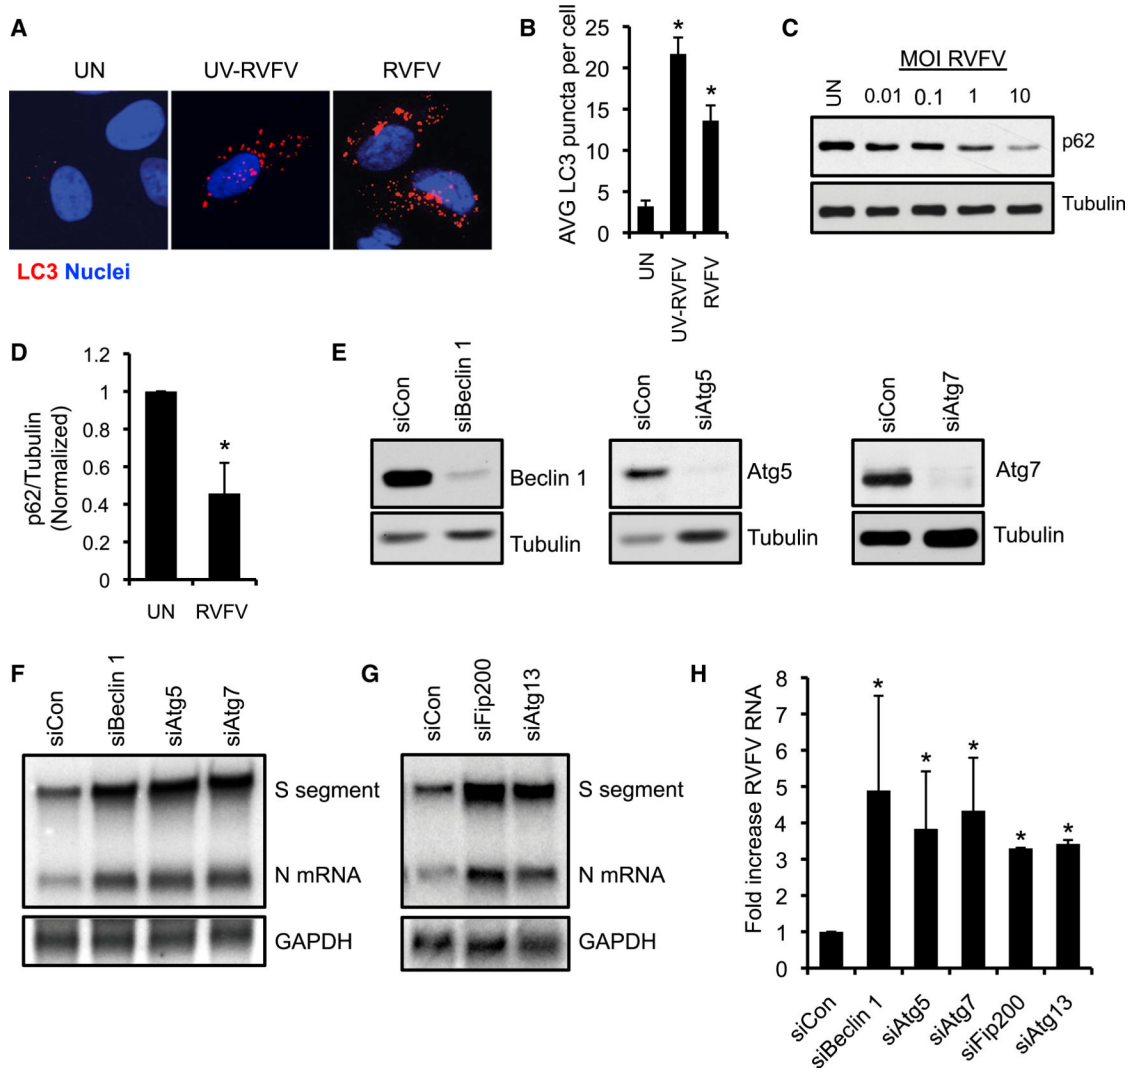 A
UN
UV-RVFV
RVFV
LC3 Nuclei
B
AVG LC3 puncta per cell
25
20
15
10
5
0
*
*
UN
UV-RVFV
RVFV
C
MOI RVFV
UN
0.01
0.1
1
10
p62
Tubulin
D
p62/Tubulin
(Normalized)
1.2
1
0.8
0.6
0.4
0.2
0
*
UN
RVFV
E
siCon
siBeclin 1
Beclin 1
Tubulin
siCon
siAtg5
Atg5
Tubulin
siCon
siAtg7
Atg7
Tubulin
F
siCon
siBeclin 1
siAtg5
siAtg7
S segment
N mRNA
GAPDH
G
siCon
siFip200
siAtg13
S segment
N mRNA
GAPDH
H
Fold increase RVFV RNA
8
7
6
5
4
3
2
1
0
*
*
*
*
*
siCon
siBeclin 1
siAtg5
siAtg7
siFip200
siAtg13